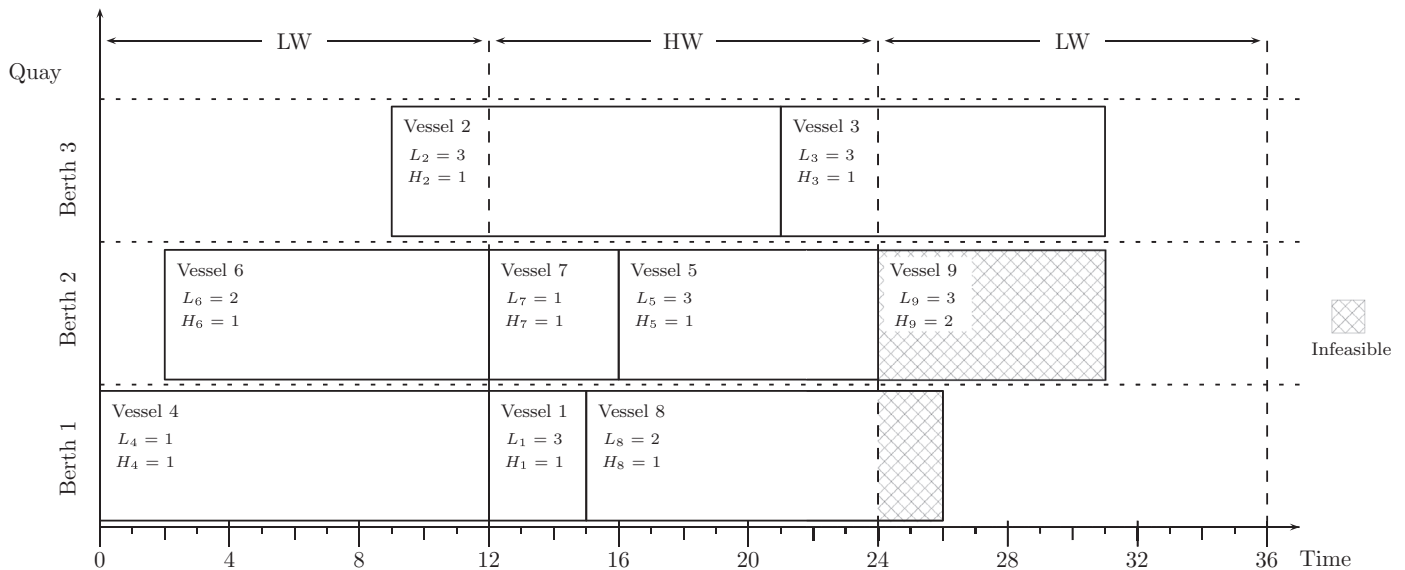 LW HW LW
Quay
Berth 3
Vessel 2
L₂ = 3
H₂ = 1
Vessel 3
L₃ = 3
H₃ = 1
Berth 2
Vessel 6
L₆ = 2
H₆ = 1
Vessel 7
L₇ = 1
H₇ = 1
Vessel 5
L₅ = 3
H₅ = 1
Vessel 9
L₉ = 3
H₉ = 2
Infeasible
Berth 1
Vessel 4
L₄ = 1
H₄ = 1
Vessel 1
L₁ = 3
H₁ = 1
Vessel 8
L₈ = 2
H₈ = 1
0 4 8 12 16 20 24 28 32 36 Time